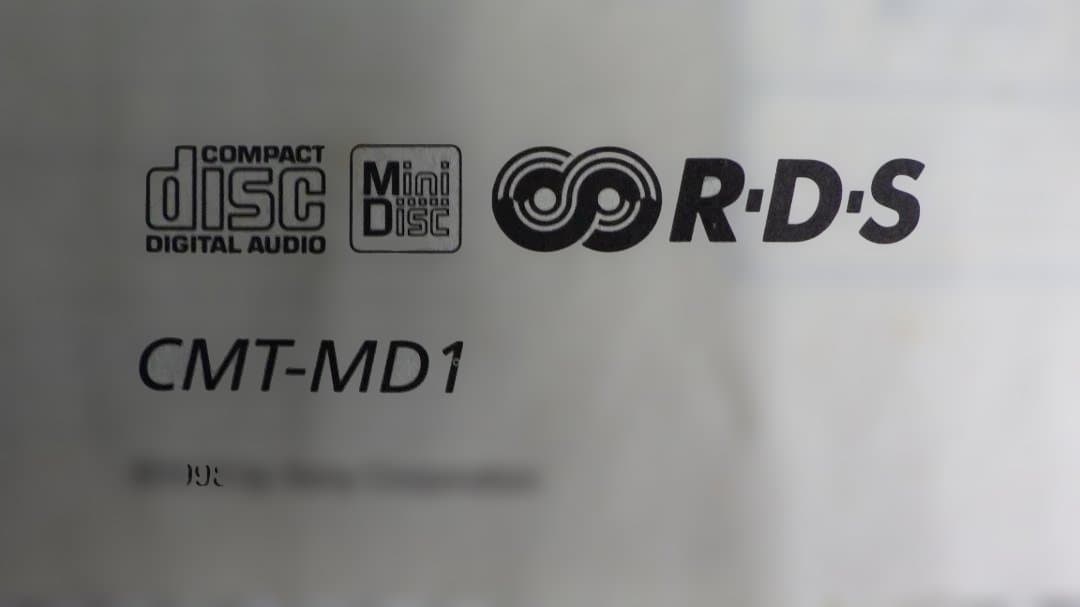 COMPACT disc DIGITAL AUDIO Mini Disc R·D·S
CMT-MD1